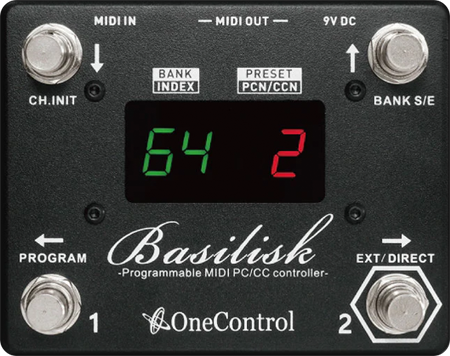 MIDI IN —MIDI OUT — 9V DC
BANK PRESET
INDEX PCN/CCN
CH.INIT BANK S/E
64 2
Basilisk
PROGRAM EXT/DIRECT
-Programmable MIDI PC/CC controller-
1 OneControl 2